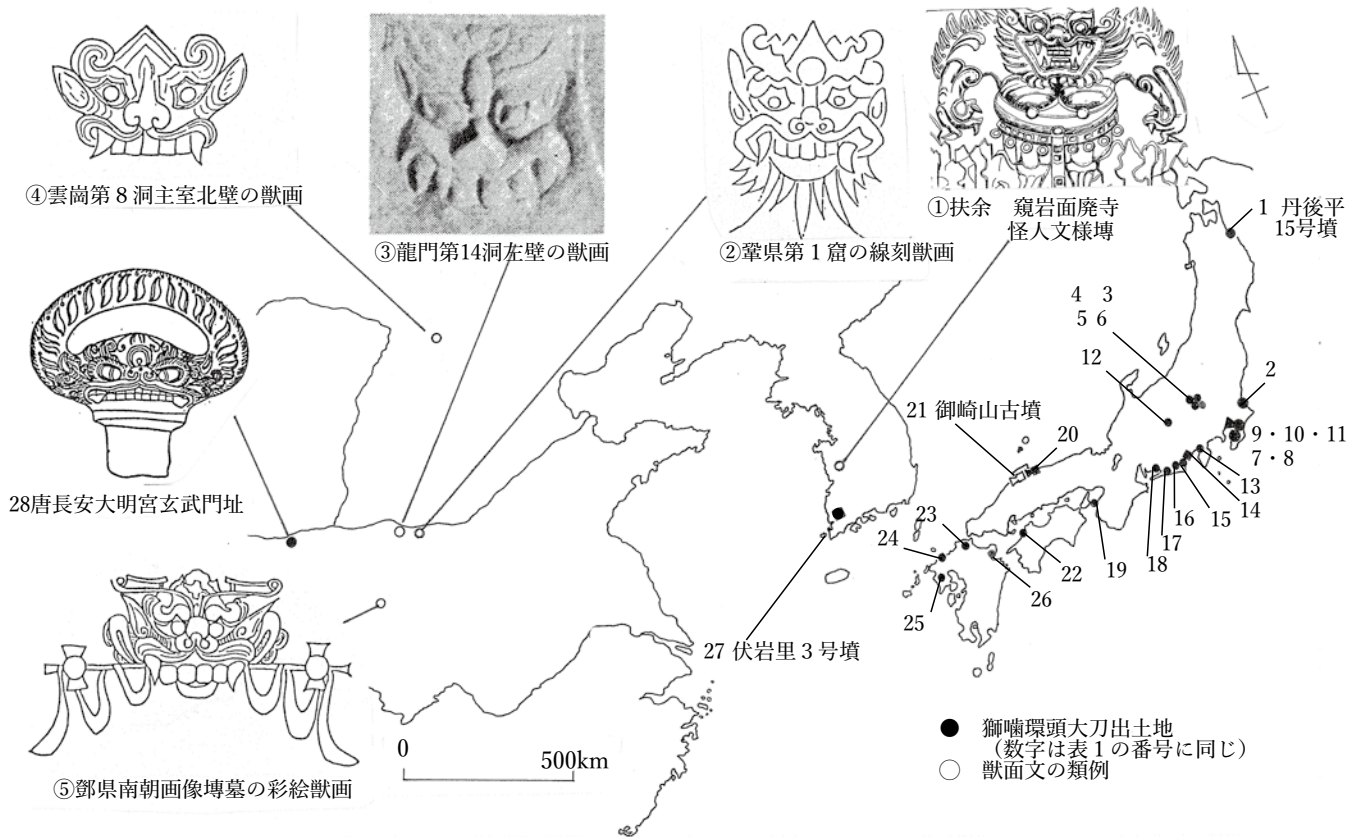 ④雲崗第8洞主室北壁の獣画
③龍門第14洞左壁の獣画
②鞏県第1窟の線刻獣画
①扶余　窺岩面廃寺
怪人文様塼
1 丹後平
15号墳
4 3
5 6
12
2
21 御崎山古墳
20
9・10・11
7・8
13
14
15
16
17
18
19
22
23
24
25
26
28唐長安大明宮玄武門址
27 伏岩里3号墳
⑤鄧県南朝画像塼墓の彩絵獣画
0
500km
● 獅噛環頭大刀出土地
（数字は表1の番号に同じ）
○ 獣面文の類例